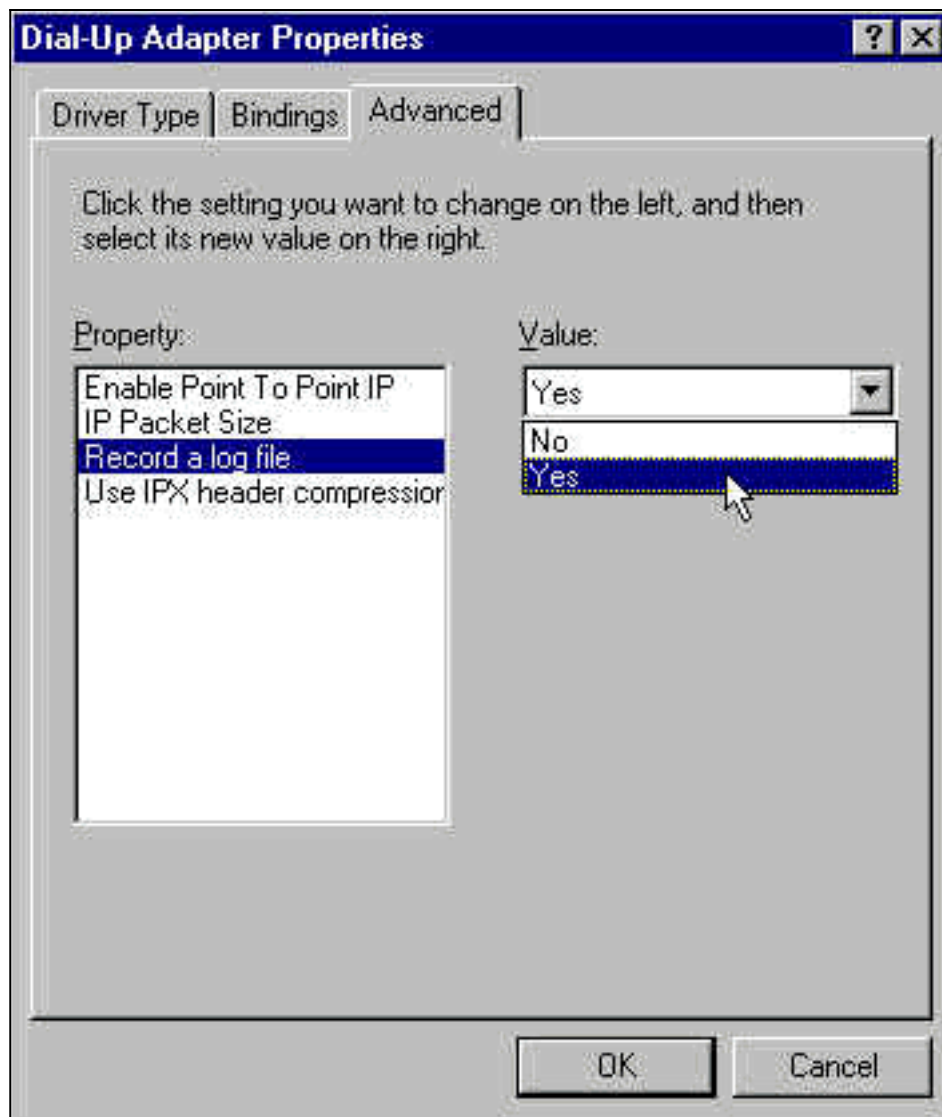 Dial-Up Adapter Properties
Driver Type
Bindings
Advanced
Click the setting you want to change on the left, and then
select its new value on the right.
Property:
Value:
Enable Point To Point IP
IP Packet Size
Record a log file
Use IPX header compression
Yes
No
Yes
OK
Cancel